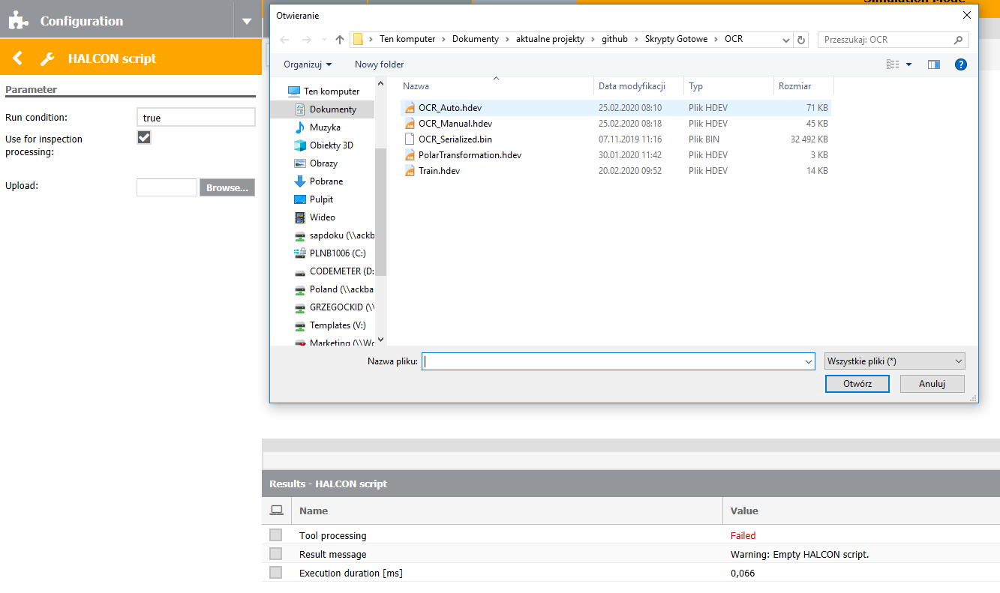 Simulation Mode
Configuration
HALCON script
Parameter
Run condition: true
Use for inspection
processing:
Upload: Browse...
Otwieranie
Ten komputer > Dokumenty > aktualne projekty > github > Skrypty Gotowe > OCR
Przeszukaj: OCR
Organizuj Nowy folder
Ten komputer
Dokumenty
Muzyka
Obiekty 3D
Obrazy
Pobrane
Pulpit
Wideo
sapdoku (\\ackb
PLNB1006 (C:)
CODEMETER (D:
Poland (\\ackba
GRZEGOCKID (\\
Templates (V:)
Marketing (\\Wo
Nazwa Data modyfikacji Typ Rozmiar
OCR_Auto.hdev 25.02.2020 08:10 Plik HDEV 71 KB
OCR_Manual.hdev 25.02.2020 08:18 Plik HDEV 45 KB
OCR_Serialized.bin 07.11.2019 11:16 Plik BIN 32 492 KB
PolarTransformation.hdev 30.01.2020 11:42 Plik HDEV 3 KB
Train.hdev 20.02.2020 09:52 Plik HDEV 14 KB
Nazwa pliku: Wszystkie pliki (*)
Otwórz Anuluj
Results - HALCON script
Name Value
Tool processing Failed
Result message Warning: Empty HALCON script.
Execution duration [ms] 0,066